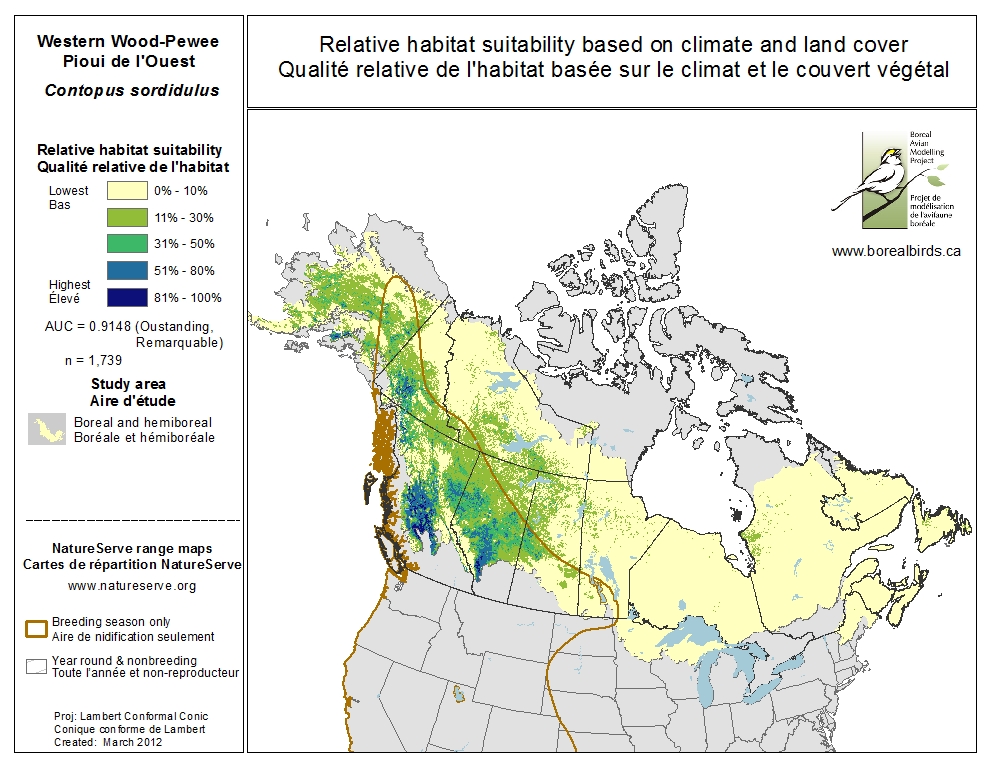 Western Wood-Pewee
Pioui de l'Ouest
Contopus sordidulus
Relative habitat suitability
Qualité relative de l'habitat
Lowest
Bas
0% - 10%
11% - 30%
31% - 50%
51% - 80%
Highest
Élevé
81% - 100%
AUC = 0.9148 (Oustanding,
Remarquable)
n = 1,739
Study area
Aire d'étude
Boreal and hemiboreal
Boréale et hémiboréale
NatureServe range maps
Cartes de répartition NatureServe
www.natureserve.org
Breeding season only
Aire de nidification seulement
Year round & nonbreeding
Toute l'année et non-reproducteur
Proj: Lambert Conformal Conic
Conique conforme de Lambert
Created: March 2012
Relative habitat suitability based on climate and land cover
Qualité relative de l'habitat basée sur le climat et le couvert végétal
Boreal
Avian
Modelling
Project
Projet de
modélisation
de l'avifaune
boréale
www.borealbirds.ca